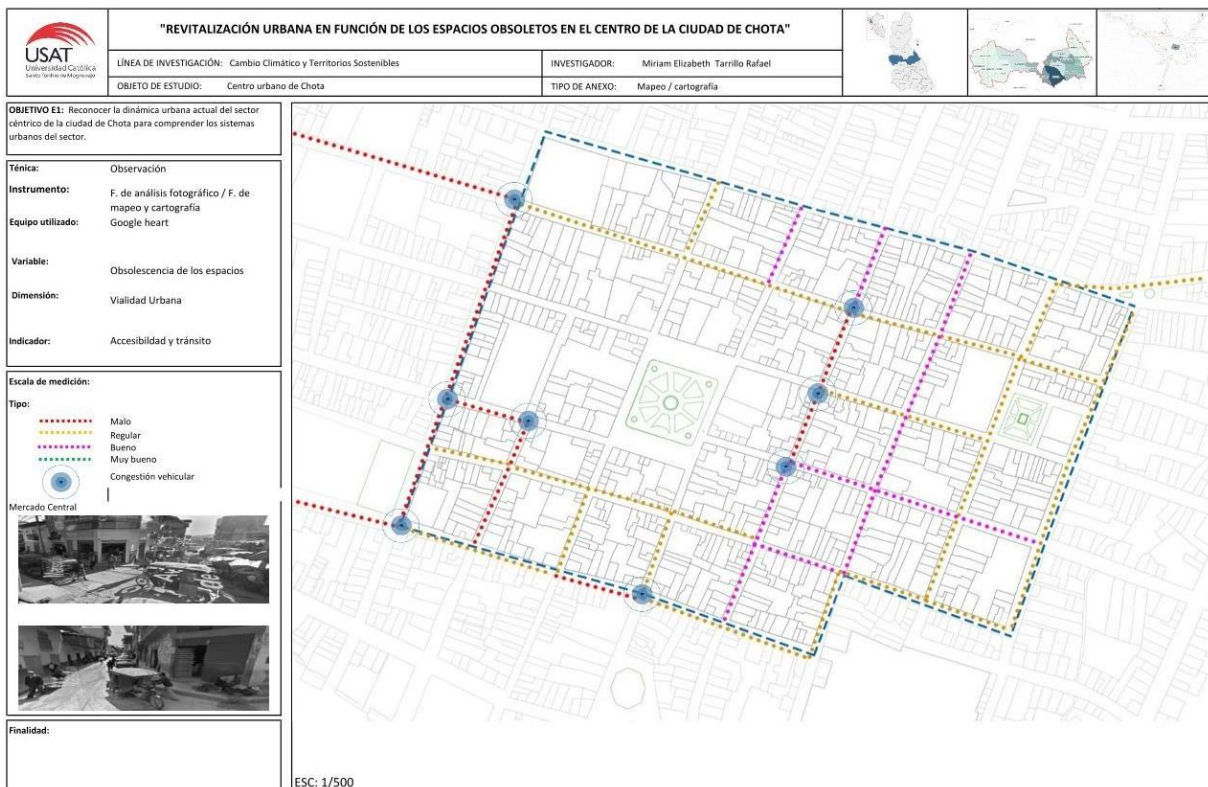 USAT
Universidad Católica
Santo Toribio de Mogrovejo
"REVITALIZACIÓN URBANA EN FUNCIÓN DE LOS ESPACIOS OBSOLETOS EN EL CENTRO DE LA CIUDAD DE CHOTA"
LÍNEA DE INVESTIGACIÓN: Cambio Climático y Territorios Sostenibles
INVESTIGADOR: Miriam Elizabeth Tarrillo Rafael
OBJETO DE ESTUDIO: Centro urbano de Chota
TIPO DE ANEXO: Mapeo / cartografía
OBJETIVO E1: Reconocer la dinámica urbana actual del sector
céntrico de la ciudad de Chota para comprender los sistemas
urbanos del sector.
Ténica: Observación
Instrumento: F. de análisis fotográfico / F. de
mapeo y cartografía
Equipo utilizado: Google heart
Variable: Obsolescencia de los espacios
Dimensión: Vialidad Urbana
Indicador: Accesibildad y tránsito
Escala de medición:
Tipo:
Malo
Regular
Bueno
Muy bueno
Congestión vehicular
Mercado Central
Finalidad:
ESC: 1/500